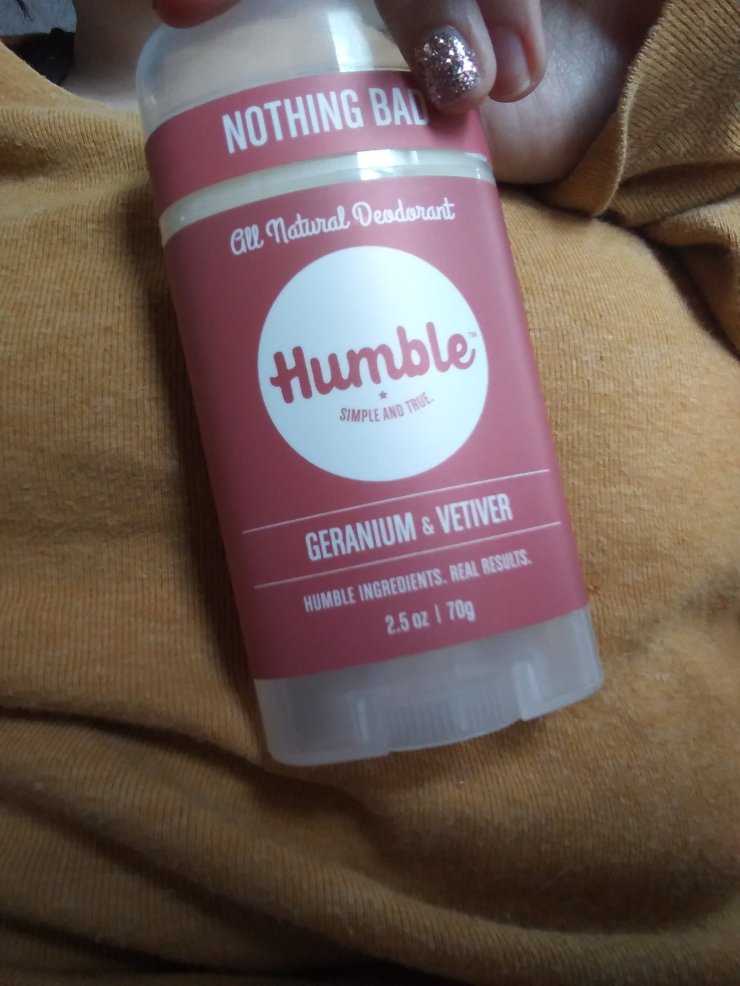 NOTHING BAD
All Natural Deodorant
Humble™
SIMPLE AND TRUE.
GERANIUM & VETIVER
HUMBLE INGREDIENTS. REAL RESULTS.
2.5 oz | 70g